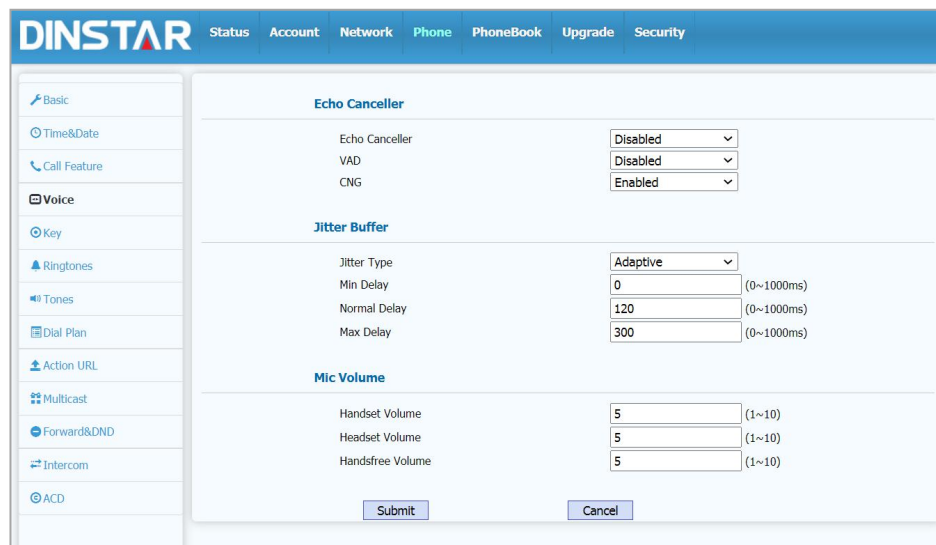 DINSTAR Status Account Network Phone PhoneBook Upgrade Security
Basic
Time&Date
Call Feature
Voice
Key
Ringtones
Tones
Dial Plan
Action URL
Multicast
Forward&DND
Intercom
ACD
Echo Canceller
Echo Canceller Disabled
VAD Disabled
CNG Enabled
Jitter Buffer
Jitter Type Adaptive
Min Delay 0 (0~1000ms)
Normal Delay 120 (0~1000ms)
Max Delay 300 (0~1000ms)
Mic Volume
Handset Volume 5 (1~10)
Headset Volume 5 (1~10)
Handsfree Volume 5 (1~10)
Submit Cancel